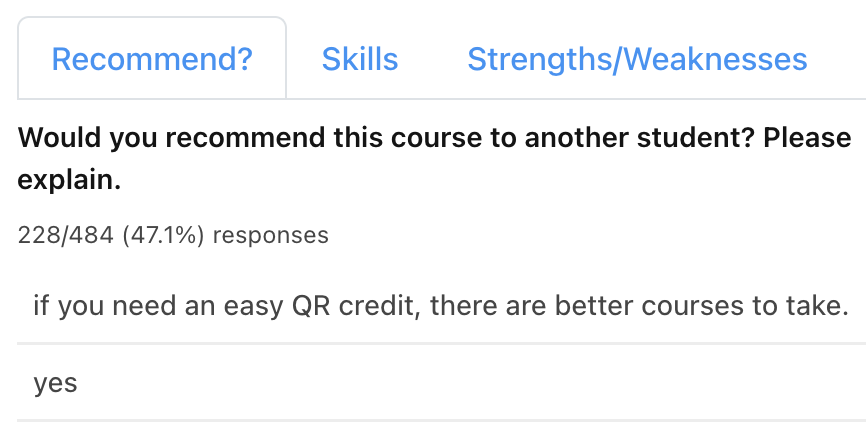 Recommend? Skills Strengths/Weaknesses
Would you recommend this course to another student? Please
explain.
228/484 (47.1%) responses
if you need an easy QR credit, there are better courses to take.
yes